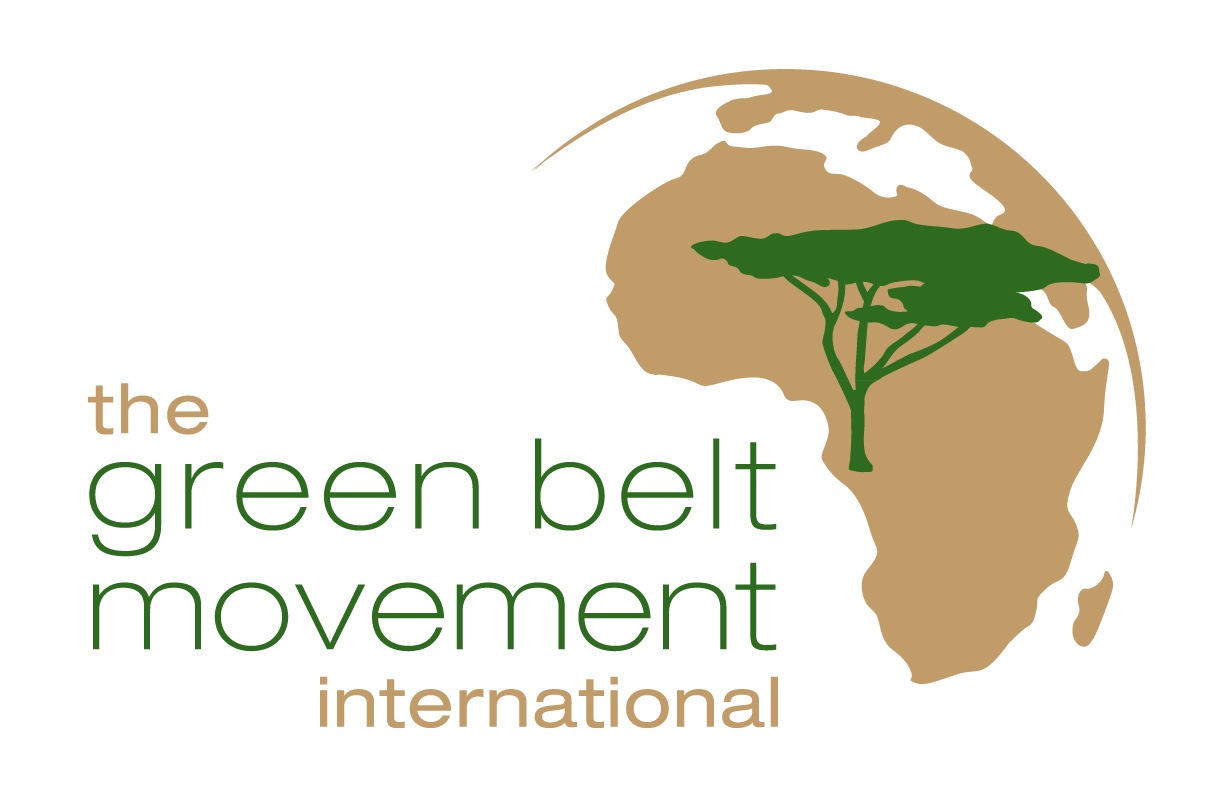 the
green belt
movement
international